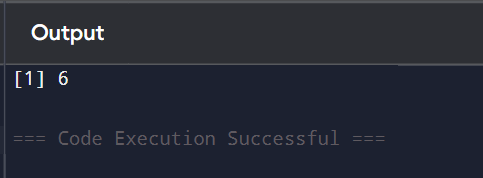 Output
[1] 6
=== Code Execution Successful ===